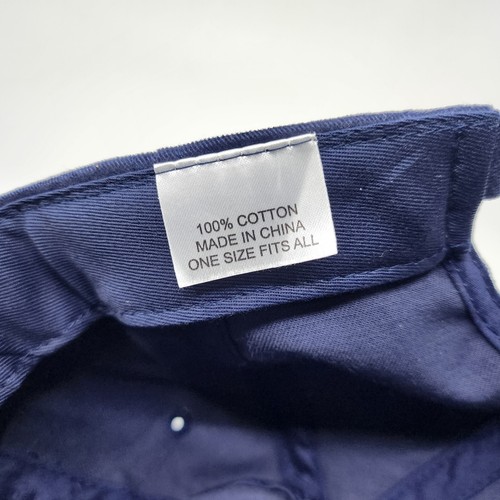 100% COTTON
MADE IN CHINA
ONE SIZE FITS ALL